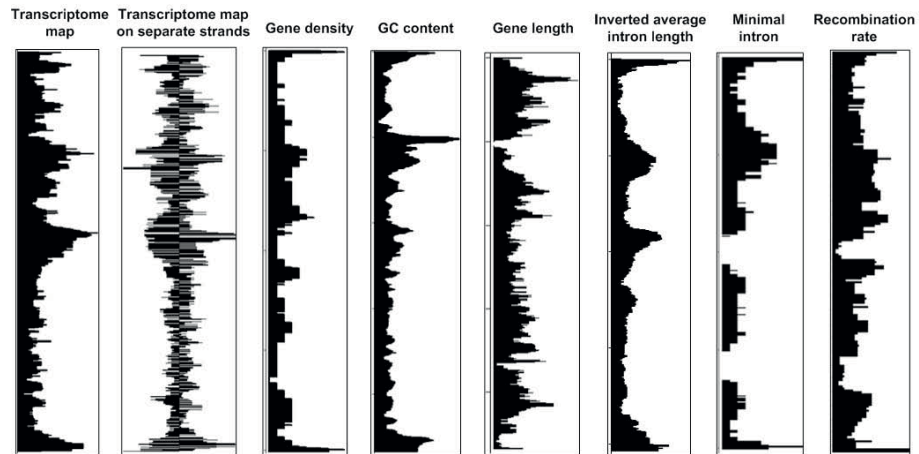 Transcriptome
map
Transcriptome map
on separate strands
Gene density
GC content
Gene length
Inverted average
intron length
Minimal
intron
Recombination
rate